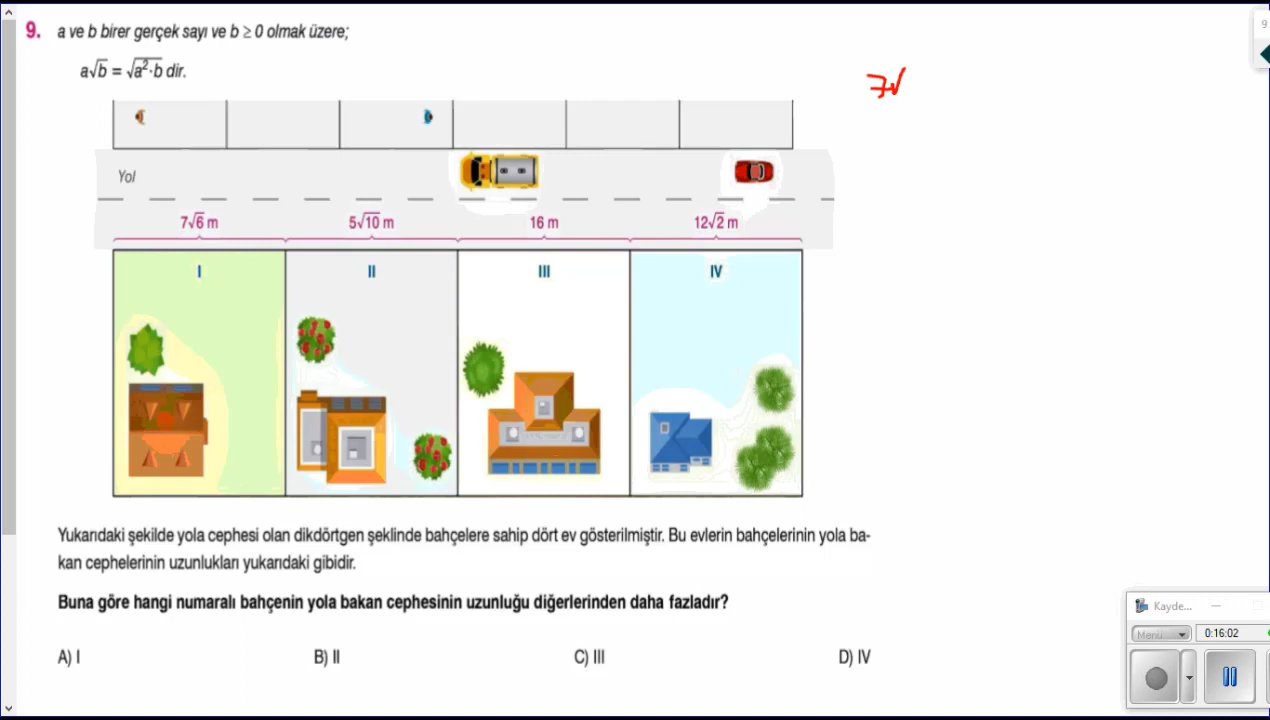 9. a ve b birer gerçek sayı ve b ≥ 0 olmak üzere;
a√b = √a²·b dir.
7√
Yol
7√6 m 5√10 m 16 m 12√2 m
I II III IV
Yukarıdaki şekilde yola cephesi olan dikdörtgen şeklinde bahçelere sahip dört ev gösterilmiştir. Bu evlerin bahçelerinin yola ba-
kan cephelerinin uzunlukları yukarıdaki gibidir.
Buna göre hangi numaralı bahçenin yola bakan cephesinin uzunluğu diğerlerinden daha fazladır?
A) I B) II C) III D) IV
9
Kayde...
Menu 0:16:02